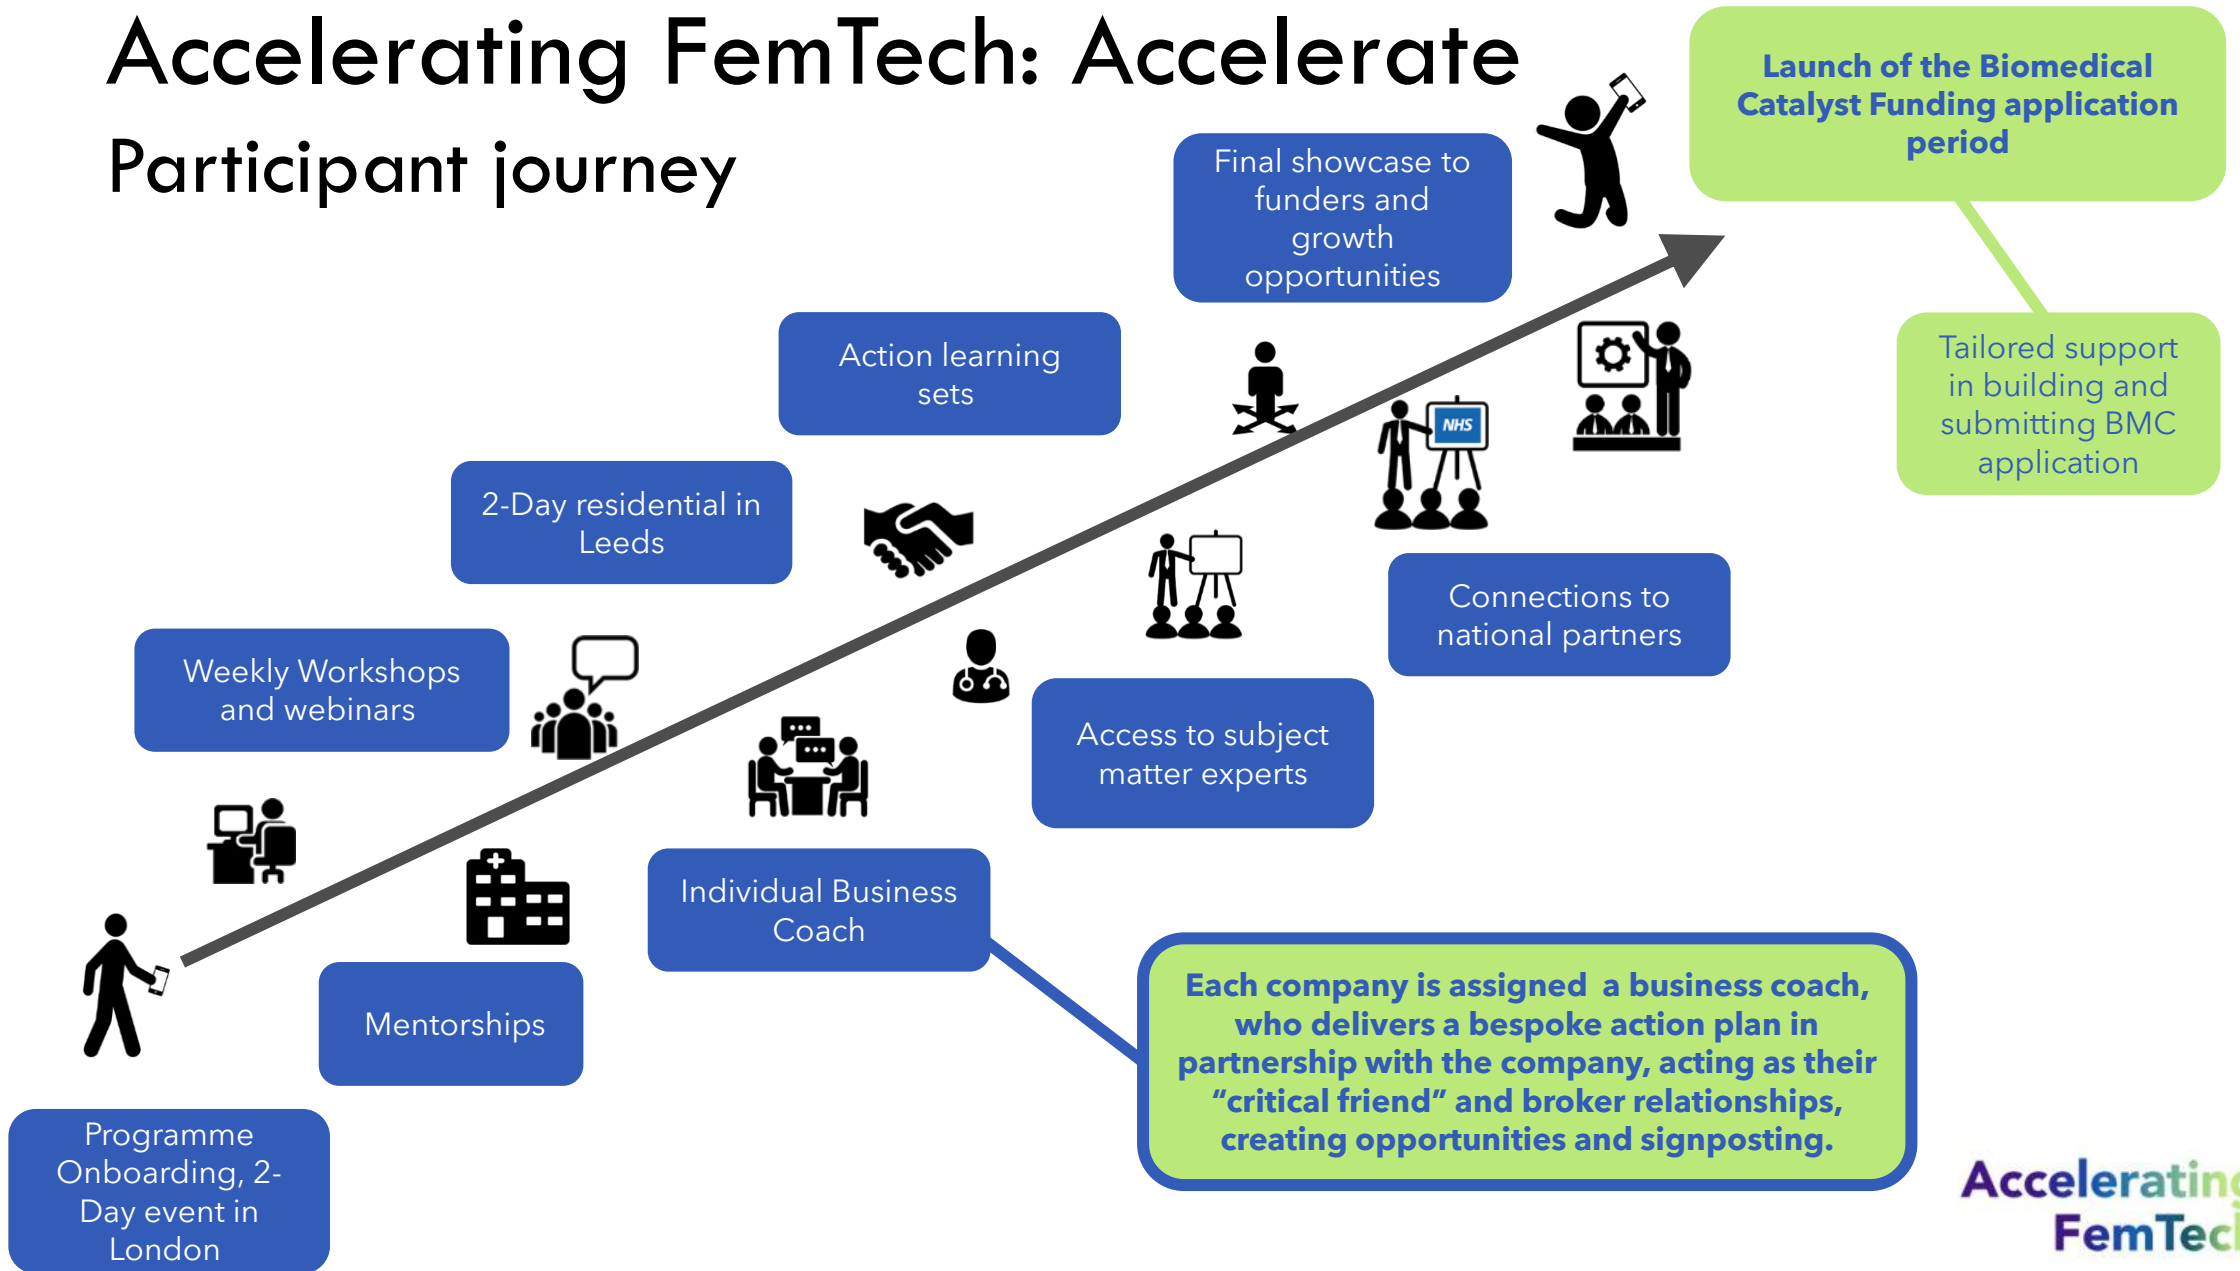 Accelerating FemTech: Accelerate
Participant journey
Launch of the Biomedical
Catalyst Funding application
period
Final showcase to
funders and
growth
opportunities
Tailored support
in building and
submitting BMC
application
Action learning
sets
NHS
2-Day residential in
Leeds
Connections to
national partners
Weekly Workshops
and webinars
Access to subject
matter experts
Individual Business
Coach
Mentorships
Each company is assigned a business coach,
who delivers a bespoke action plan in
partnership with the company, acting as their
“critical friend” and broker relationships,
creating opportunities and signposting.
Programme
Onboarding, 2-
Day event in
London
Accelerating
FemTech